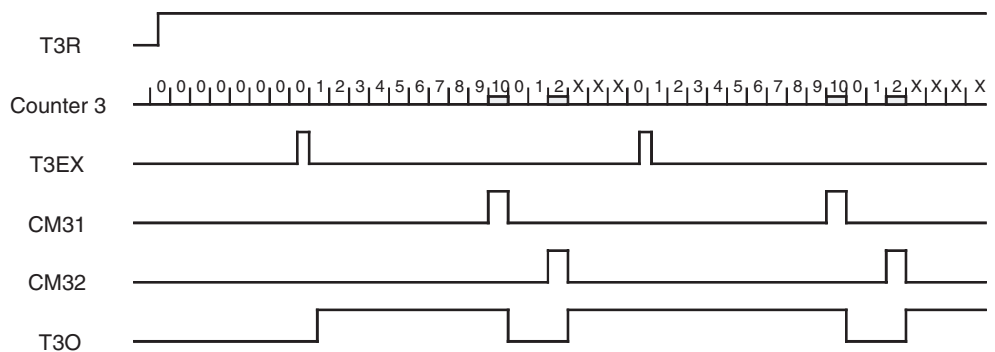 T3R
Counter 3 0 0 0 0 0 0 0 0 1 2 3 4 5 6 7 8 9 10 0 1 2 X X X 0 1 2 3 4 5 6 7 8 9 10 0 1 2 X X X X
T3EX
CM31
CM32
T3O